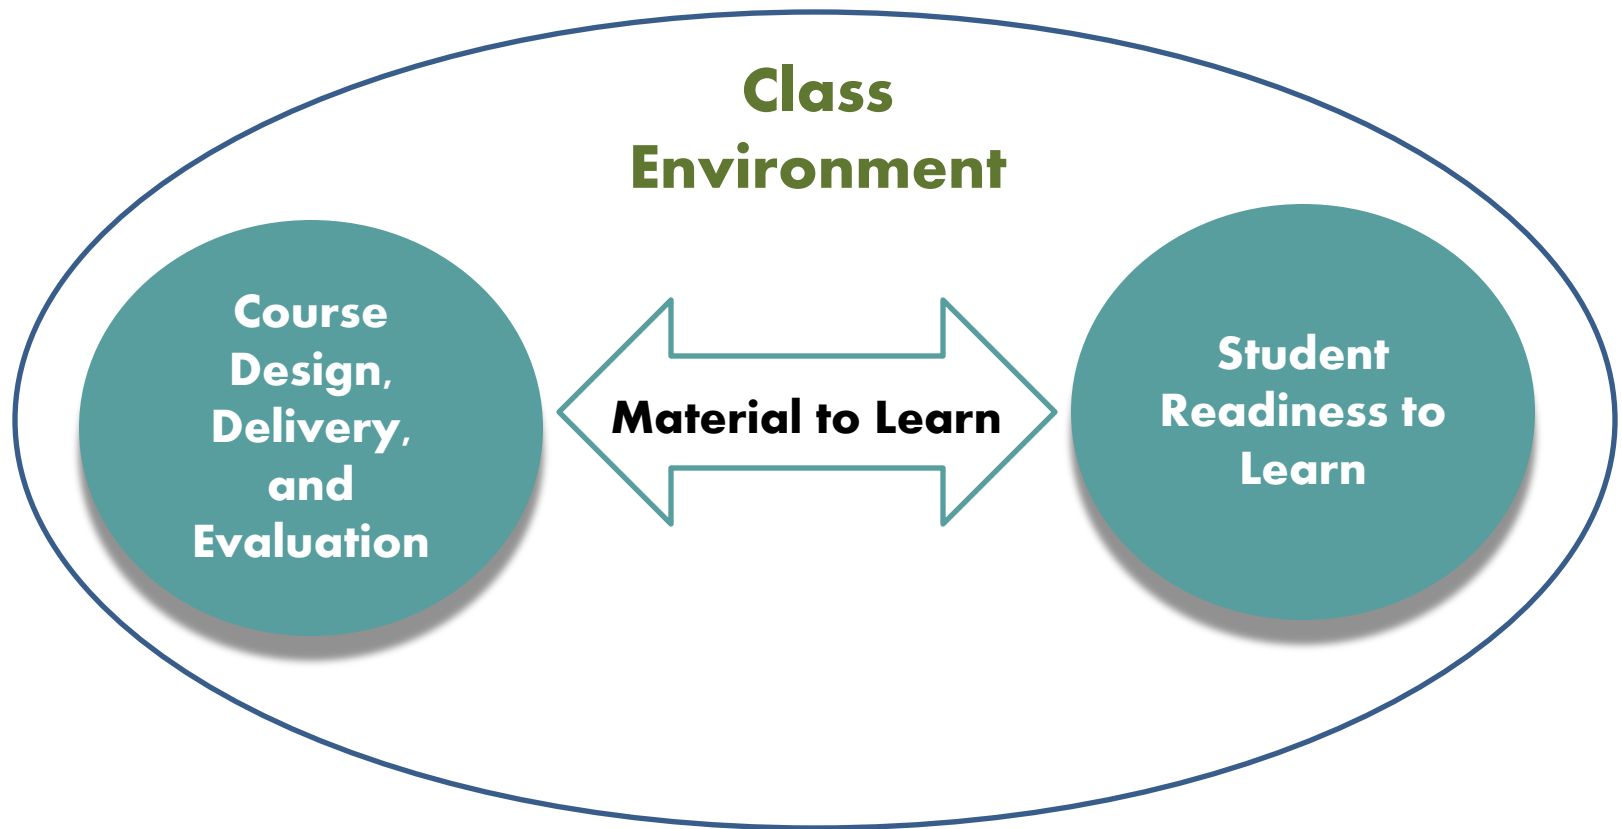 Class
Environment
Course
Design,
Delivery,
and
Evaluation
Material to Learn
Student
Readiness to
Learn